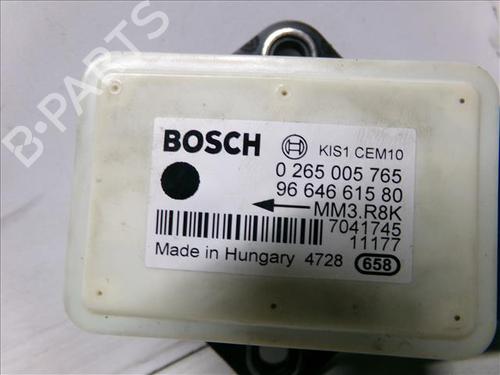 BOSCH KIS1 CEM10
0 265 005 765
96 646 615 80
MM3.R8K
7041745
11177
Made in Hungary 4728 658
B-PARTS